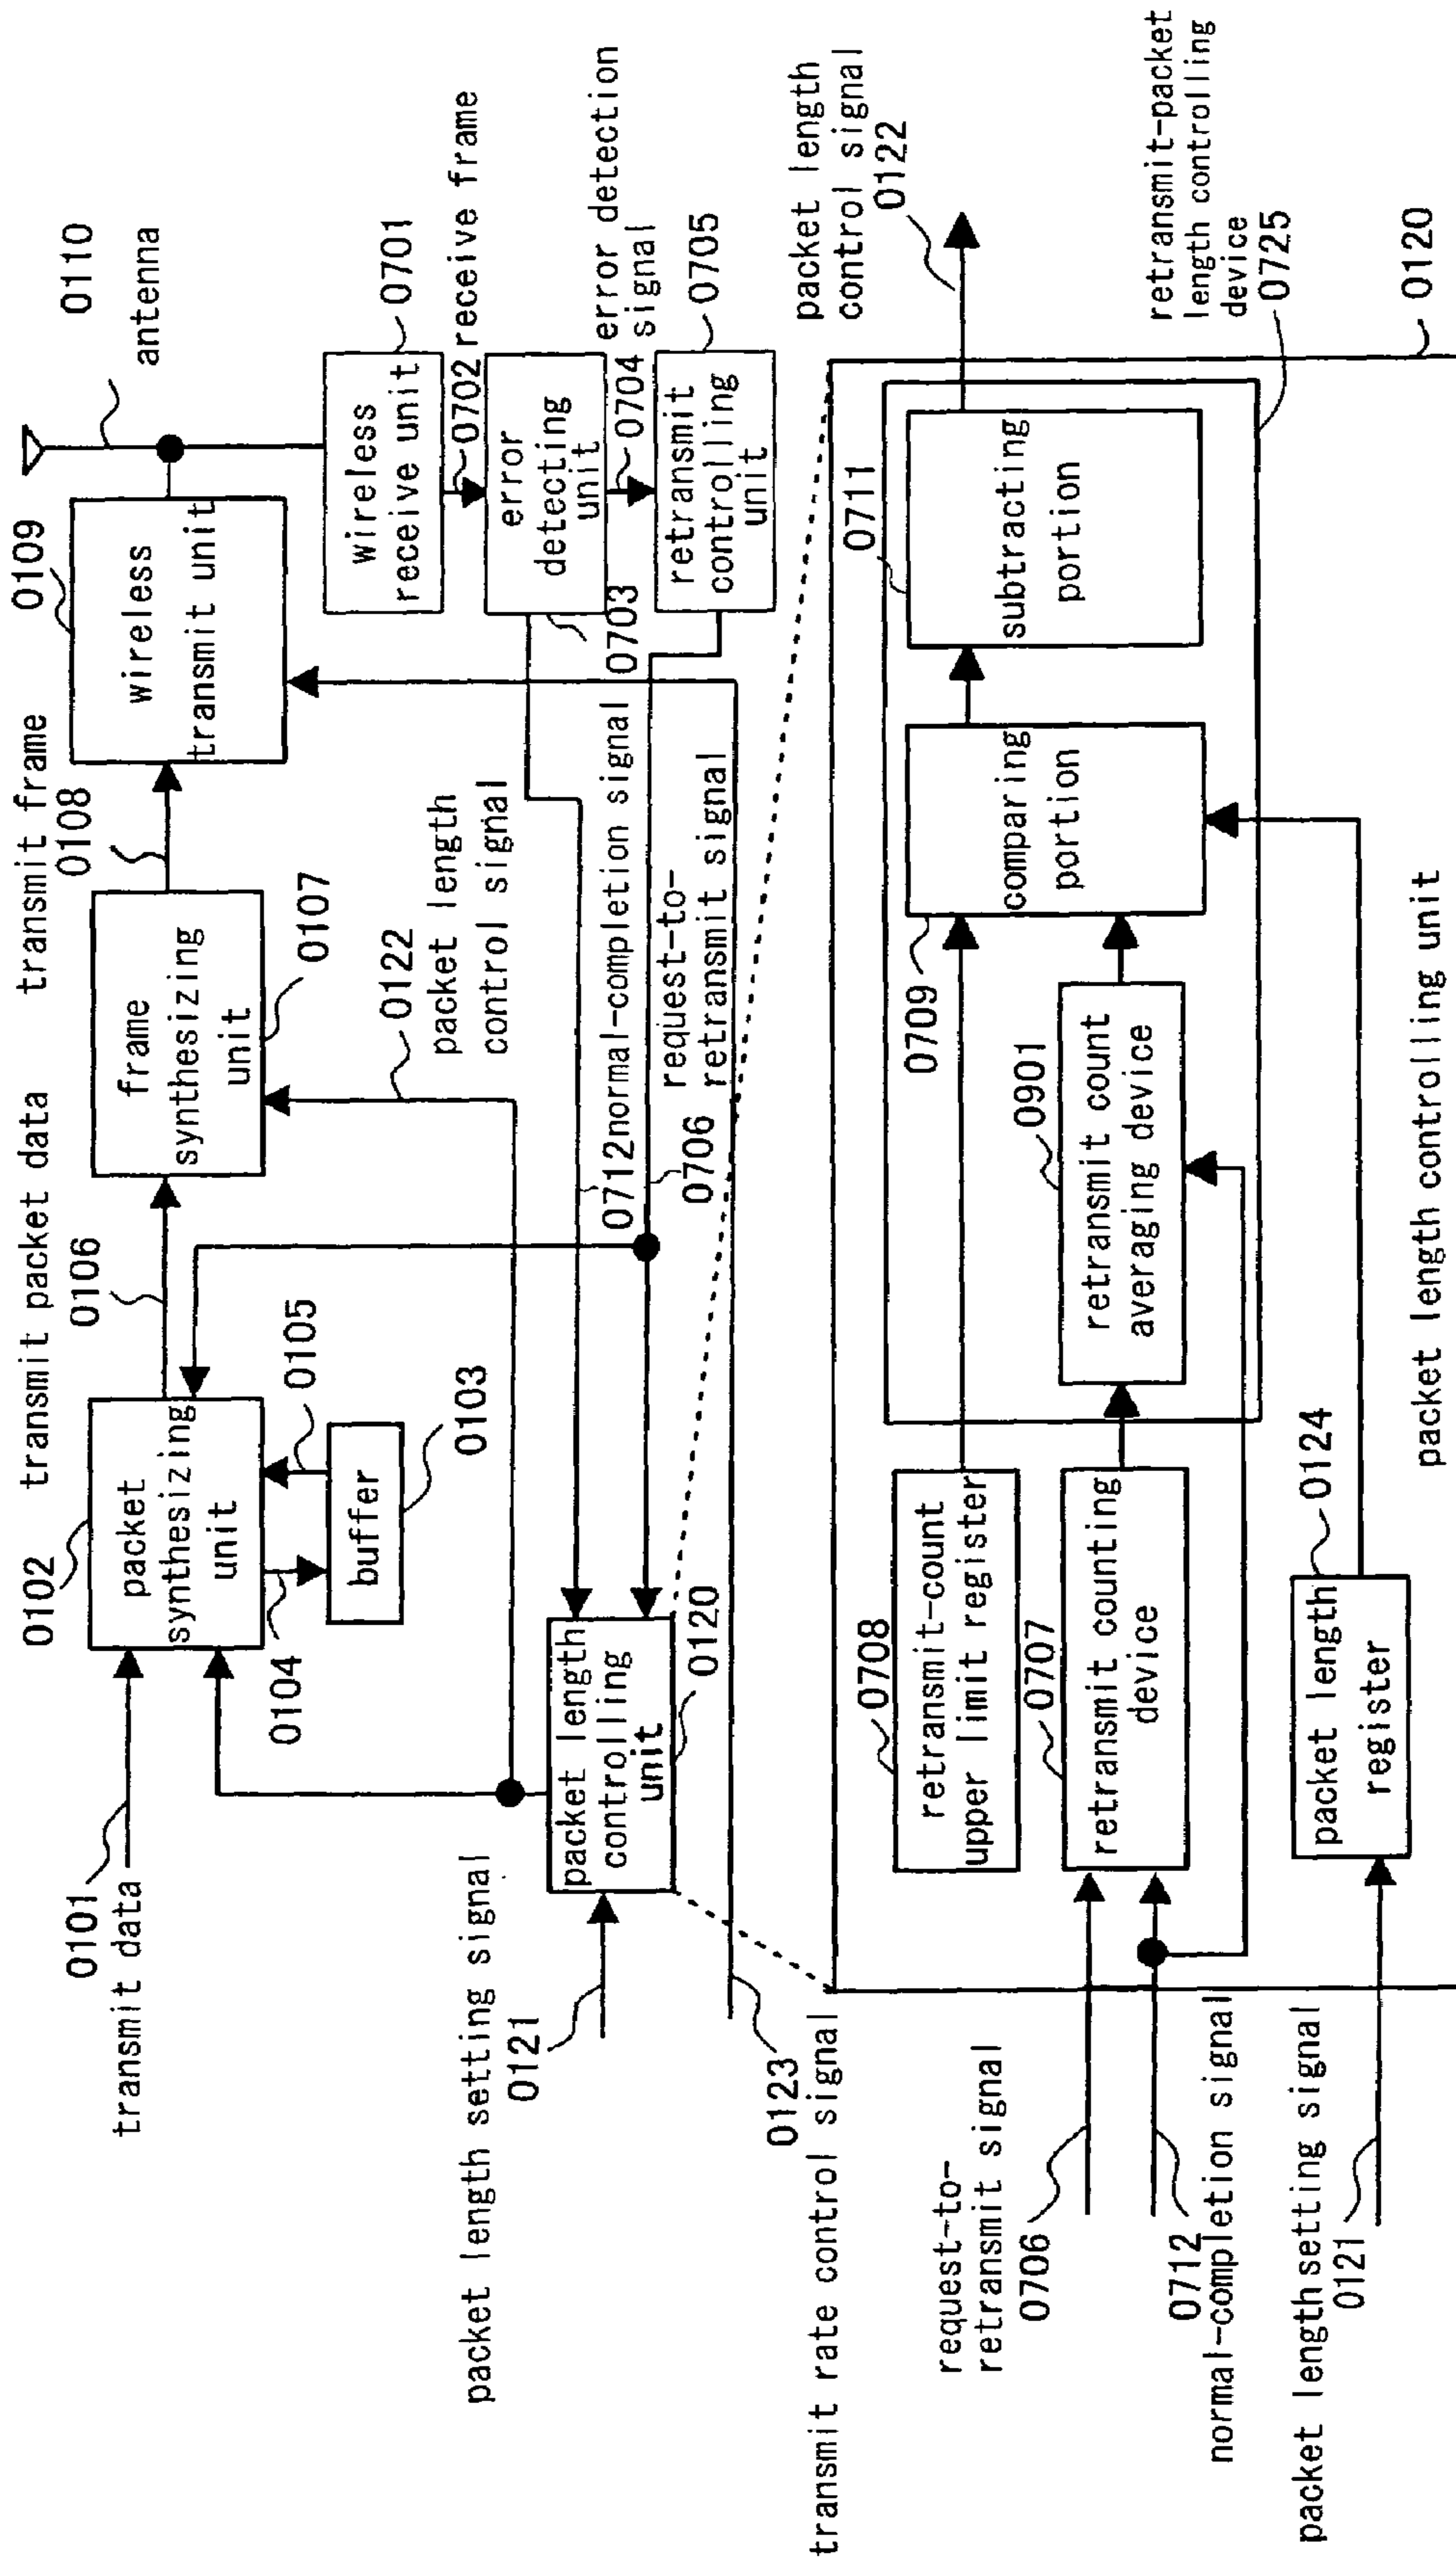 0110
antenna
0109
wireless
transmit unit
transmit frame
0108
frame
synthesizing
unit
0107
transmit packet data
0106
0102
packet
synthesizing
unit
0105
0104
buffer
0103
0101
transmit data
wireless
receive unit
0701
0702 receive frame
error
detecting
unit
0703
error detection
signal
0704
retransmit
controlling
unit
0705
0122
packet length
control signal
0712 normal-completion signal
request-to-
retransmit signal
0706
packet length
controlling
unit
0120
packet length setting signal
0121
0123
transmit rate control signal
packet length
control signal
0122
retransmit-packet
length controlling
device
0725
0120
0711
subtracting
portion
comparing
portion
0709
0901
retransmit count
averaging device
0708
retransmit-count
upper limit register
0707
retransmit counting
device
0124
packet length
register
request-to-
retransmit signal
0706
0712
normal-completion signal
packet length setting signal
0121
packet length controlling unit